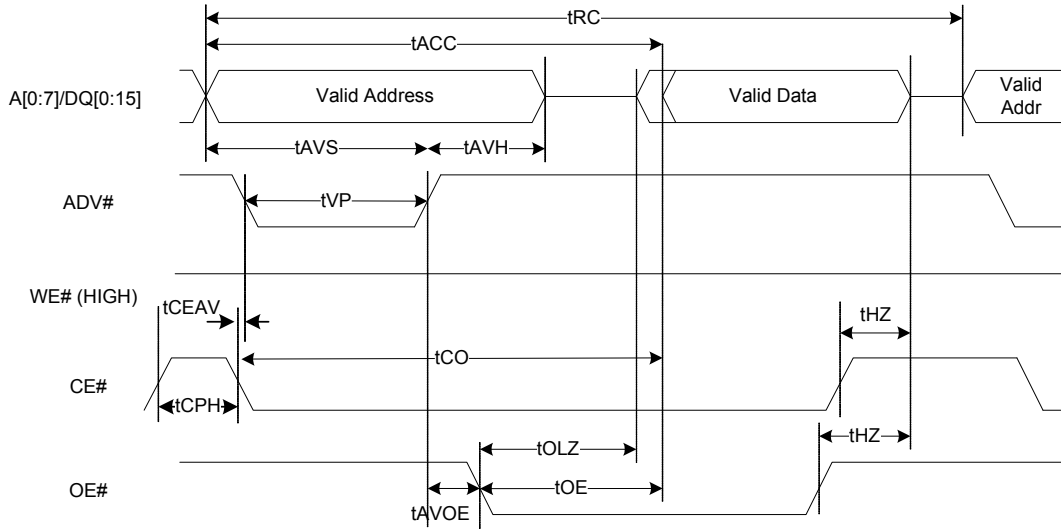 tRC
tACC
A[0:7]/DQ[0:15]
Valid Address
Valid Data
Valid
Addr
tAVS
tAVH
ADV#
tVP
WE# (HIGH)
tCEAV
tHZ
tCO
CE#
tCPH
tHZ
tOLZ
OE#
tOE
tAVOE